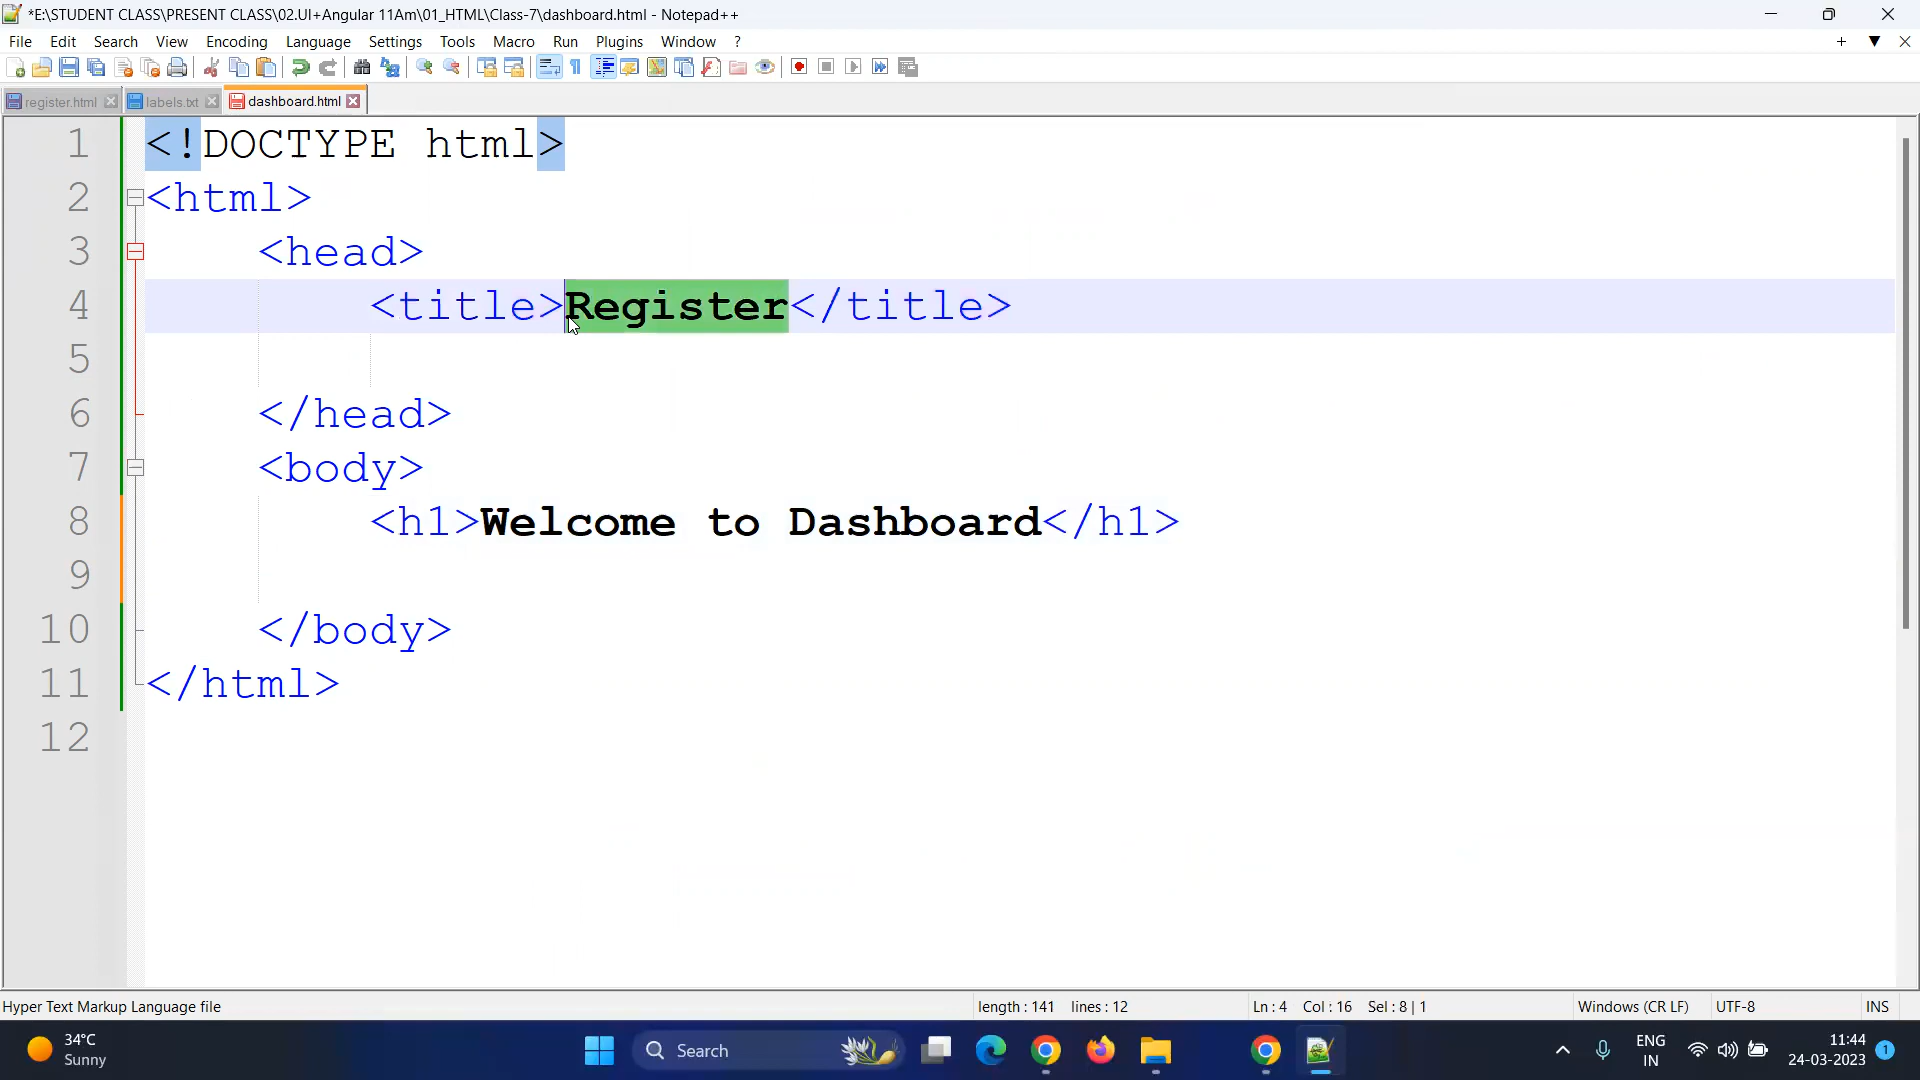 *E:\STUDENT CLASS\PRESENT CLASS\02.UI+Angular 11Am\01_HTML\Class-7\dashboard.html - Notepad++
File Edit Search View Encoding Language Settings Tools Macro Run Plugins Window ?
register.html labels.txt dashboard.html
1 <!DOCTYPE html>
2 <html>
3 <head>
4 <title>Register</title>
5
6 </head>
7 <body>
8 <h1>Welcome to Dashboard</h1>
9
10 </body>
11 </html>
12
Hyper Text Markup Language file length : 141 lines : 12 Ln : 4 Col : 16 Sel : 8 | 1 Windows (CR LF) UTF-8 INS
34°C
Sunny
Search
ENG
IN
11:44
24-03-2023
1